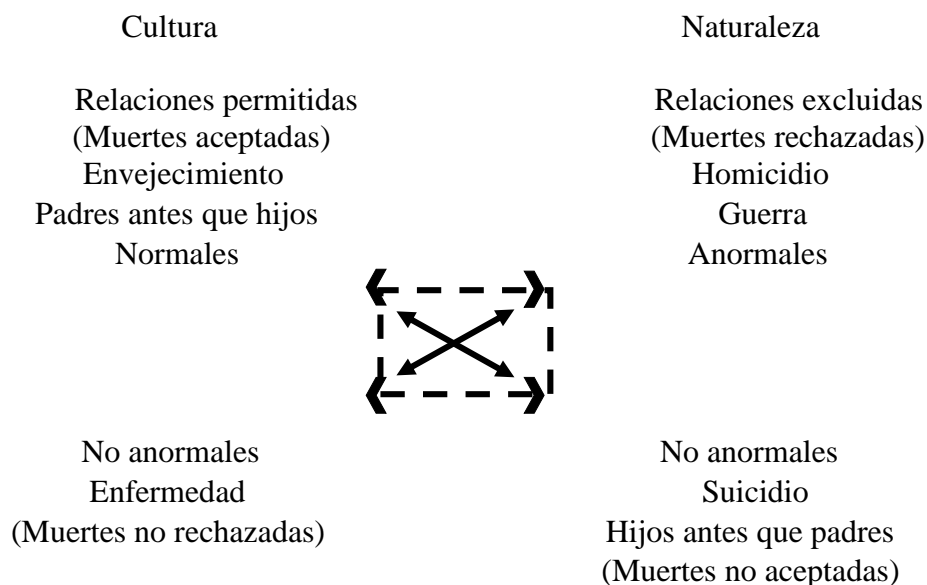 Cultura
Naturaleza
Relaciones permitidas
(Muertes aceptadas)
Envejecimiento
Padres antes que hijos
Normales
Relaciones excluidas
(Muertes rechazadas)
Homicidio
Guerra
Anormales
No anormales
Enfermedad
(Muertes no rechazadas)
No anormales
Suicidio
Hijos antes que padres
(Muertes no aceptadas)